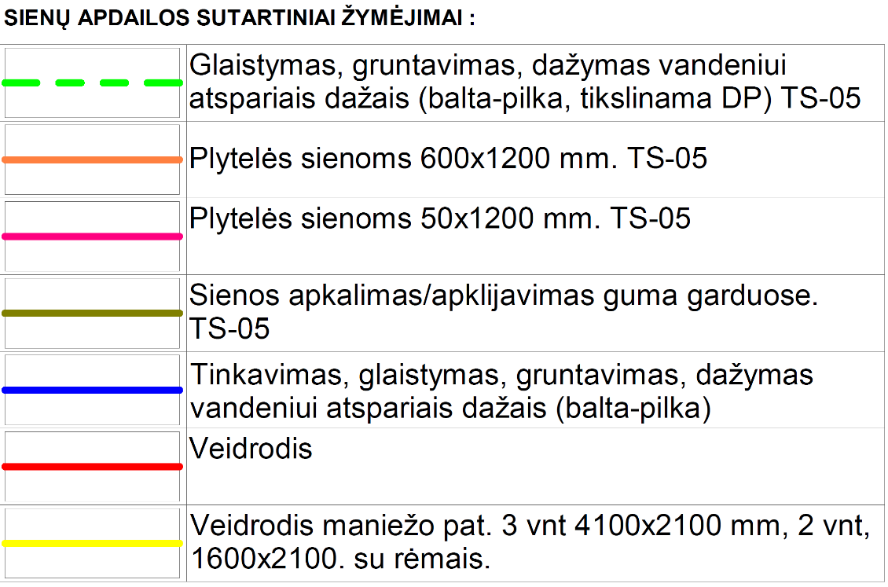 SIENŲ APDAILOS SUTARTINIAI ŽYMĖJIMAI :
Glaistymas, gruntavimas, dažymas vandeniui
atspariais dažais (balta-pilka, tikslinama DP) TS-05
Plytelės sienoms 600x1200 mm. TS-05
Plytelės sienoms 50x1200 mm. TS-05
Sienos apkalimas/apklijavimas guma garduose.
TS-05
Tinkavimas, glaistymas, gruntavimas, dažymas
vandeniui atspariais dažais (balta-pilka)
Veidrodis
Veidrodis maniežo pat. 3 vnt 4100x2100 mm, 2 vnt,
1600x2100. su rėmais.